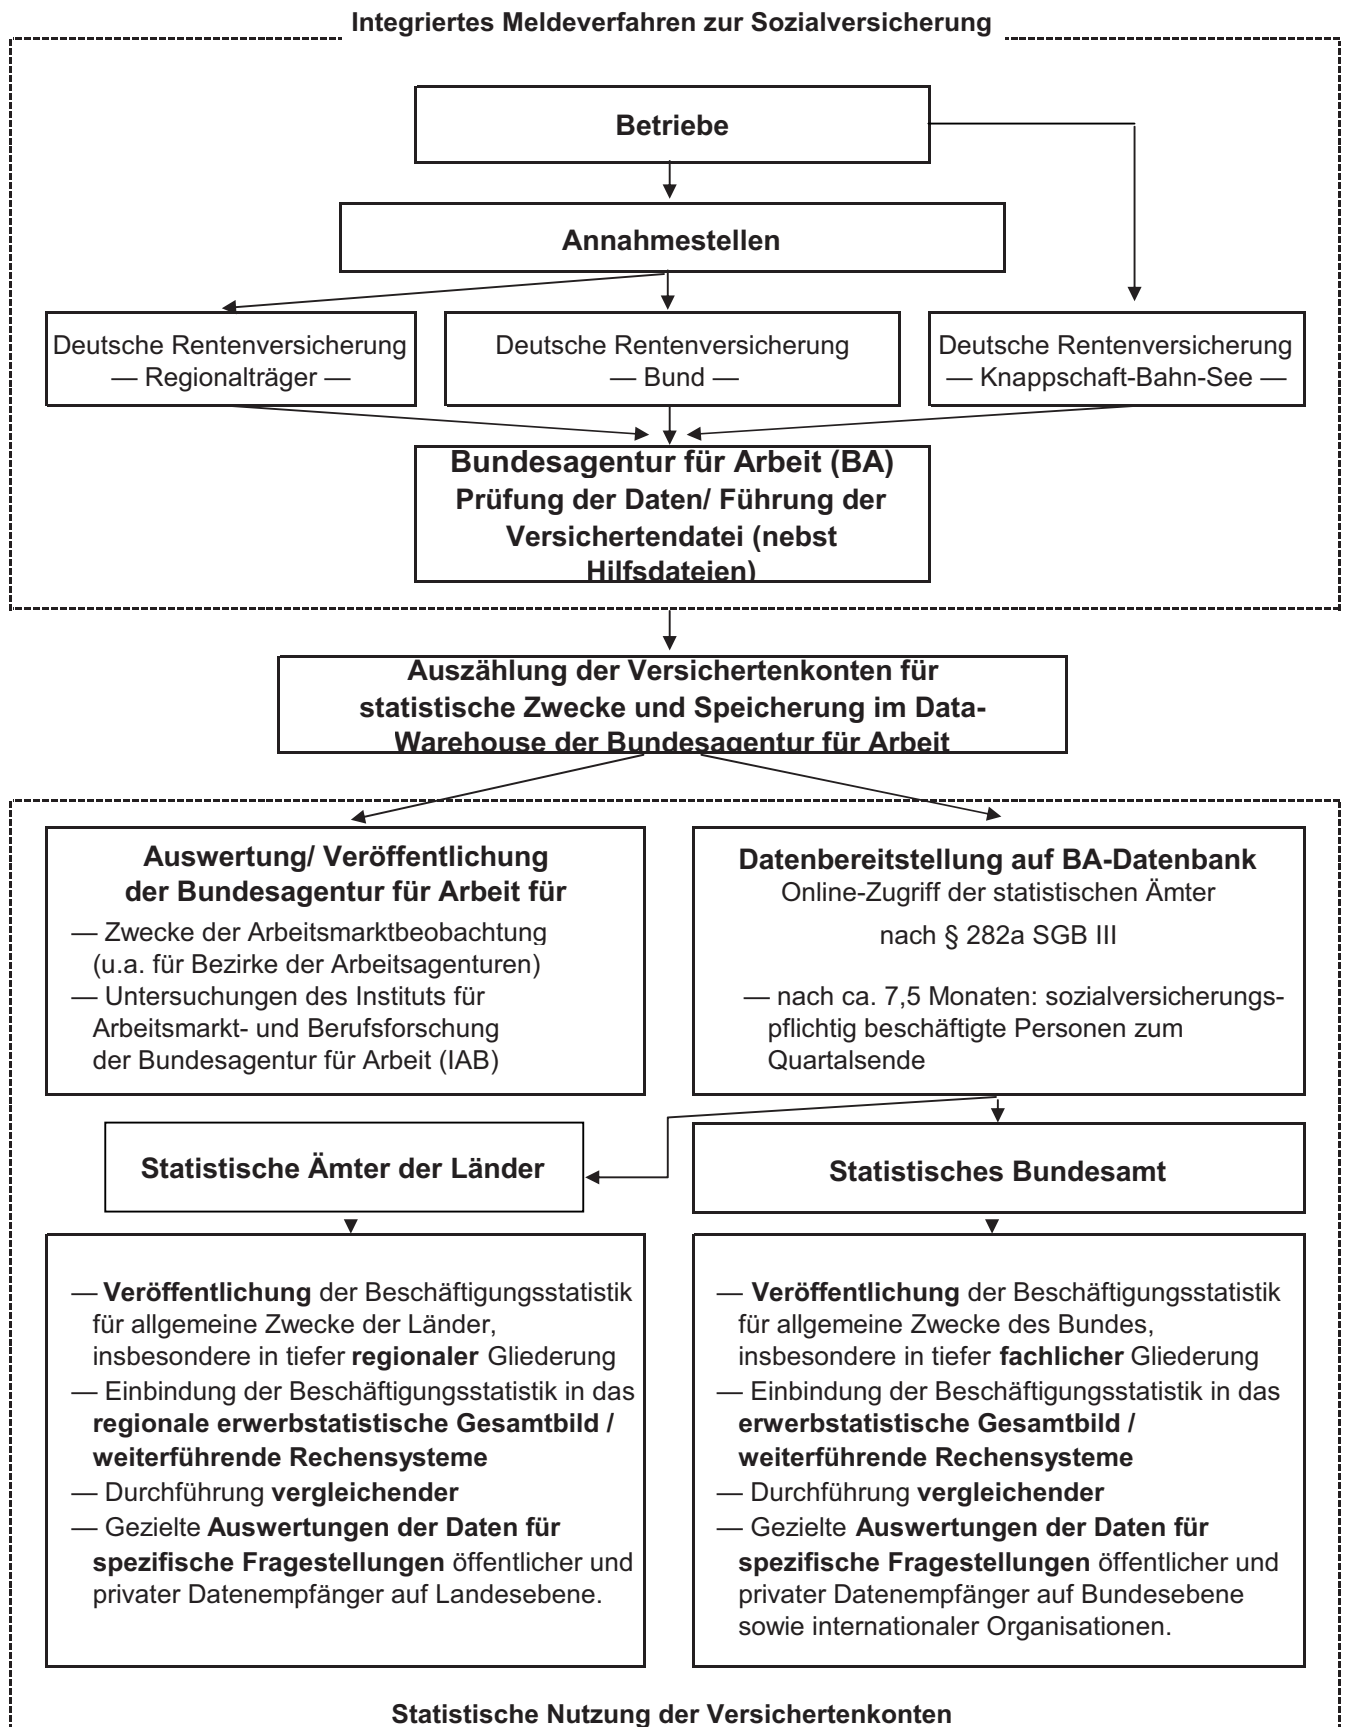 Integriertes Meldeverfahren zur Sozialversicherung
Betriebe
Annahmestellen
Deutsche Rentenversicherung
— Regionalträger —
Deutsche Rentenversicherung
— Bund —
Deutsche Rentenversicherung
— Knappschaft-Bahn-See —
Bundesagentur für Arbeit (BA)
Prüfung der Daten/ Führung der
Versichertendatei (nebst
Hilfsdateien)
Auszählung der Versichertenkonten für
statistische Zwecke und Speicherung im Data-
Warehouse der Bundesagentur für Arbeit
Auswertung/ Veröffentlichung
der Bundesagentur für Arbeit für
— Zwecke der Arbeitsmarktbeobachtung
(u.a. für Bezirke der Arbeitsagenturen)
— Untersuchungen des Instituts für
Arbeitsmarkt- und Berufsforschung
der Bundesagentur für Arbeit (IAB)
Datenbereitstellung auf BA-Datenbank
Online-Zugriff der statistischen Ämter
nach § 282a SGB III
— nach ca. 7,5 Monaten: sozialversicherungs-
pflichtig beschäftigte Personen zum
Quartalsende
Statistische Ämter der Länder
Statistisches Bundesamt
— Veröffentlichung der Beschäftigungsstatistik
für allgemeine Zwecke der Länder,
insbesondere in tiefer regionaler Gliederung
— Einbindung der Beschäftigungsstatistik in das
regionale erwerbstatistische Gesamtbild /
weiterführende Rechensysteme
— Durchführung vergleichender
— Gezielte Auswertungen der Daten für
spezifische Fragestellungen öffentlicher und
privater Datenempfänger auf Landesebene.
— Veröffentlichung der Beschäftigungsstatistik
für allgemeine Zwecke des Bundes,
insbesondere in tiefer fachlicher Gliederung
— Einbindung der Beschäftigungsstatistik in das
erwerbstatistische Gesamtbild /
weiterführende Rechensysteme
— Durchführung vergleichender
— Gezielte Auswertungen der Daten für
spezifische Fragestellungen öffentlicher und
privater Datenempfänger auf Bundesebene
sowie internationaler Organisationen.
Statistische Nutzung der Versichertenkonten